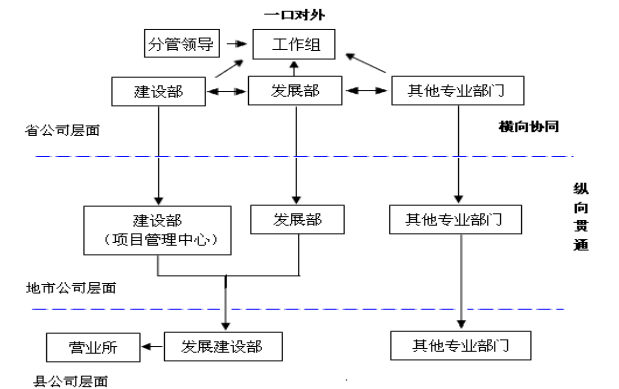 一口对外
分管领导
工作组
建设部
发展部
其他专业部门
省公司层面
横向协同
纵向贯通
建设部
（项目管理中心）
发展部
其他专业部门
地市公司层面
营业所
发展建设部
其他专业部门
县公司层面